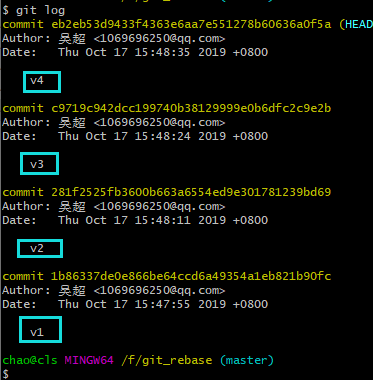 $ git log
commit eb2eb53d9433f4363e6aa7e551278b60636a0f5a (HEAD
Author: 吴超 <1069696250@qq.com>
Date:   Thu Oct 17 15:48:35 2019 +0800
v4
commit c9719c942dcc199740b38129999e0b6dfc2c9e2b
Author: 吴超 <1069696250@qq.com>
Date:   Thu Oct 17 15:48:24 2019 +0800
v3
commit 281f2525fb3600b663a6554ed9e301781239bd69
Author: 吴超 <1069696250@qq.com>
Date:   Thu Oct 17 15:48:11 2019 +0800
v2
commit 1b86337de0e866be64ccd6a49354a1eb821b90fc
Author: 吴超 <1069696250@qq.com>
Date:   Thu Oct 17 15:47:55 2019 +0800
v1
chao@cls MINGW64 /f/git_rebase (master)
$